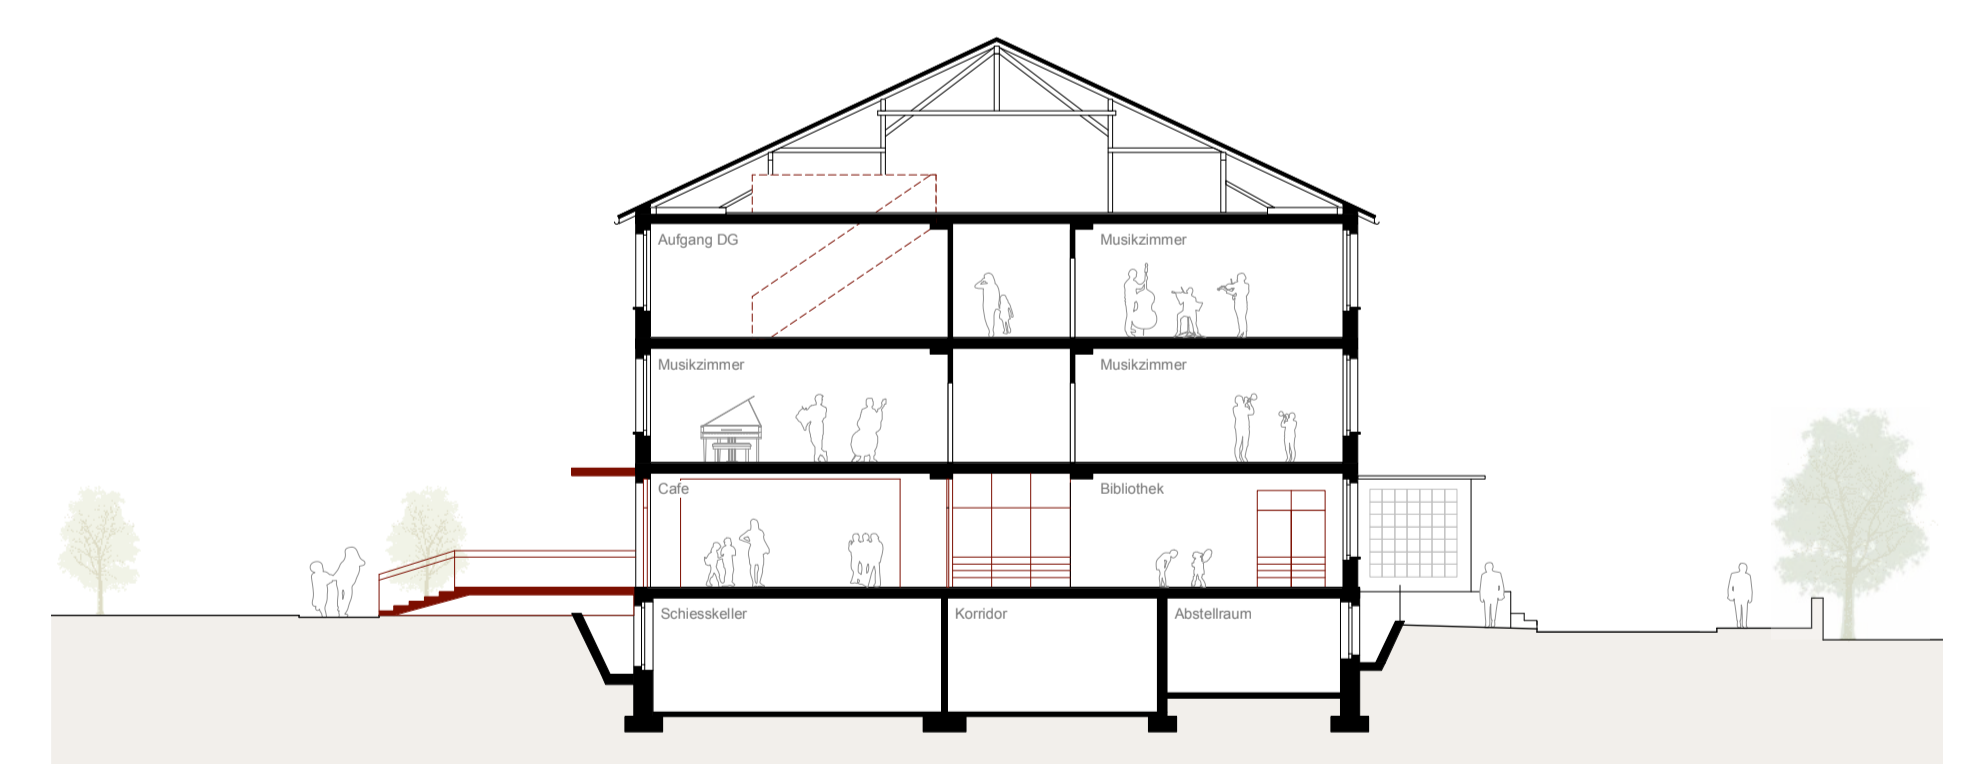 Aufgang DG
Musikzimmer
Musikzimmer
Musikzimmer
Cafe
Bibliothek
Schiesskeller
Korridor
Abstellraum